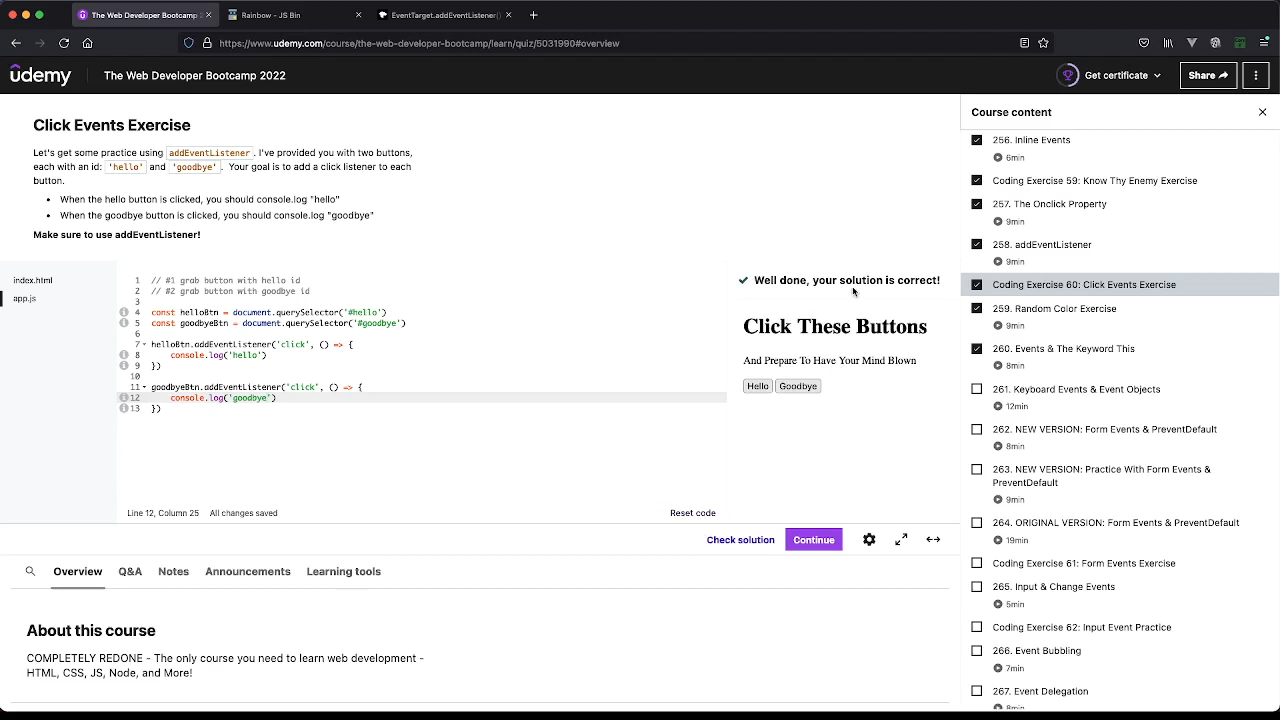 The Web Developer Bootcamp
Rainbow - JS Bin
EventTarget.addEventListener()
https://www.udemy.com/course/the-web-developer-bootcamp/learn/quiz/5031990#overview
udemy
The Web Developer Bootcamp 2022
Get certificate
Share
Click Events Exercise
Let's get some practice using addEventListener. I've provided you with two buttons,
each with an id: 'hello' and 'goodbye'. Your goal is to add a click listener to each
button.
• When the hello button is clicked, you should console.log "hello"
• When the goodbye button is clicked, you should console.log "goodbye"
Make sure to use addEventListener!
index.html
app.js
1 // #1 grab button with hello id
2 // #2 grab button with goodbye id
3
4 const helloBtn = document.querySelector('#hello')
5 const goodbyeBtn = document.querySelector('#goodbye')
6
7 helloBtn.addEventListener('click', () => {
8 console.log('hello')
9 })
10
11 goodbyeBtn.addEventListener('click', () => {
12 console.log('goodbye')
13 })
Line 12, Column 25 All changes saved
Reset code
Well done, your solution is correct!
Click These Buttons
And Prepare To Have Your Mind Blown
Hello Goodbye
Check solution
Continue
Overview
Q&A
Notes
Announcements
Learning tools
About this course
COMPLETELY REDONE - The only course you need to learn web development -
HTML, CSS, JS, Node, and More!
Course content
256. Inline Events
6min
Coding Exercise 59: Know Thy Enemy Exercise
257. The Onclick Property
9min
258. addEventListener
9min
Coding Exercise 60: Click Events Exercise
259. Random Color Exercise
9min
260. Events & The Keyword This
8min
261. Keyboard Events & Event Objects
12min
262. NEW VERSION: Form Events & PreventDefault
8min
263. NEW VERSION: Practice With Form Events &
PreventDefault
9min
264. ORIGINAL VERSION: Form Events & PreventDefault
19min
Coding Exercise 61: Form Events Exercise
265. Input & Change Events
5min
Coding Exercise 62: Input Event Practice
266. Event Bubbling
7min
267. Event Delegation
8min